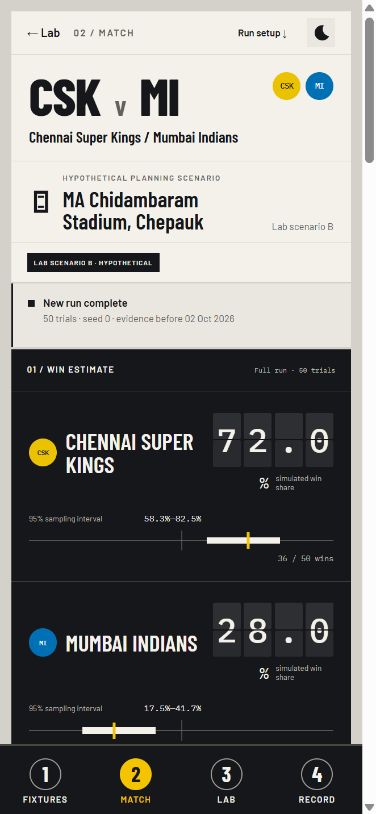 ← Lab 02 / MATCH Run setup ↓
CSK v MI
CSK MI
Chennai Super Kings / Mumbai Indians
HYPOTHETICAL PLANNING SCENARIO
MA Chidambaram
Stadium, Chepauk
Lab scenario B
LAB SCENARIO B · HYPOTHETICAL
New run complete
50 trials · seed 0 · evidence before 02 Oct 2026
01 / WIN ESTIMATE Full run · 50 trials
CSK
CHENNAI SUPER
KINGS
72.0
% simulated win
share
95% sampling interval 58.3%–82.5%
36 / 50 wins
MI
MUMBAI INDIANS
28.0
% simulated win
share
95% sampling interval 17.5%–41.7%
1 2 3 4
FIXTURES MATCH LAB RECORD